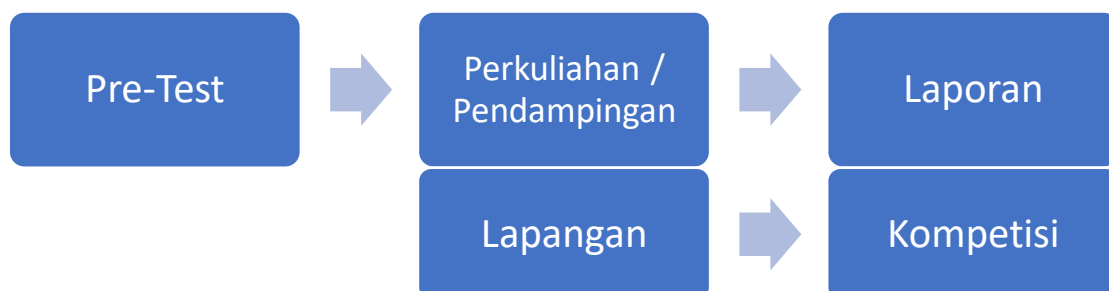 Pre-Test
Perkuliahan /
Pendampingan
Laporan
Lapangan
Kompetisi